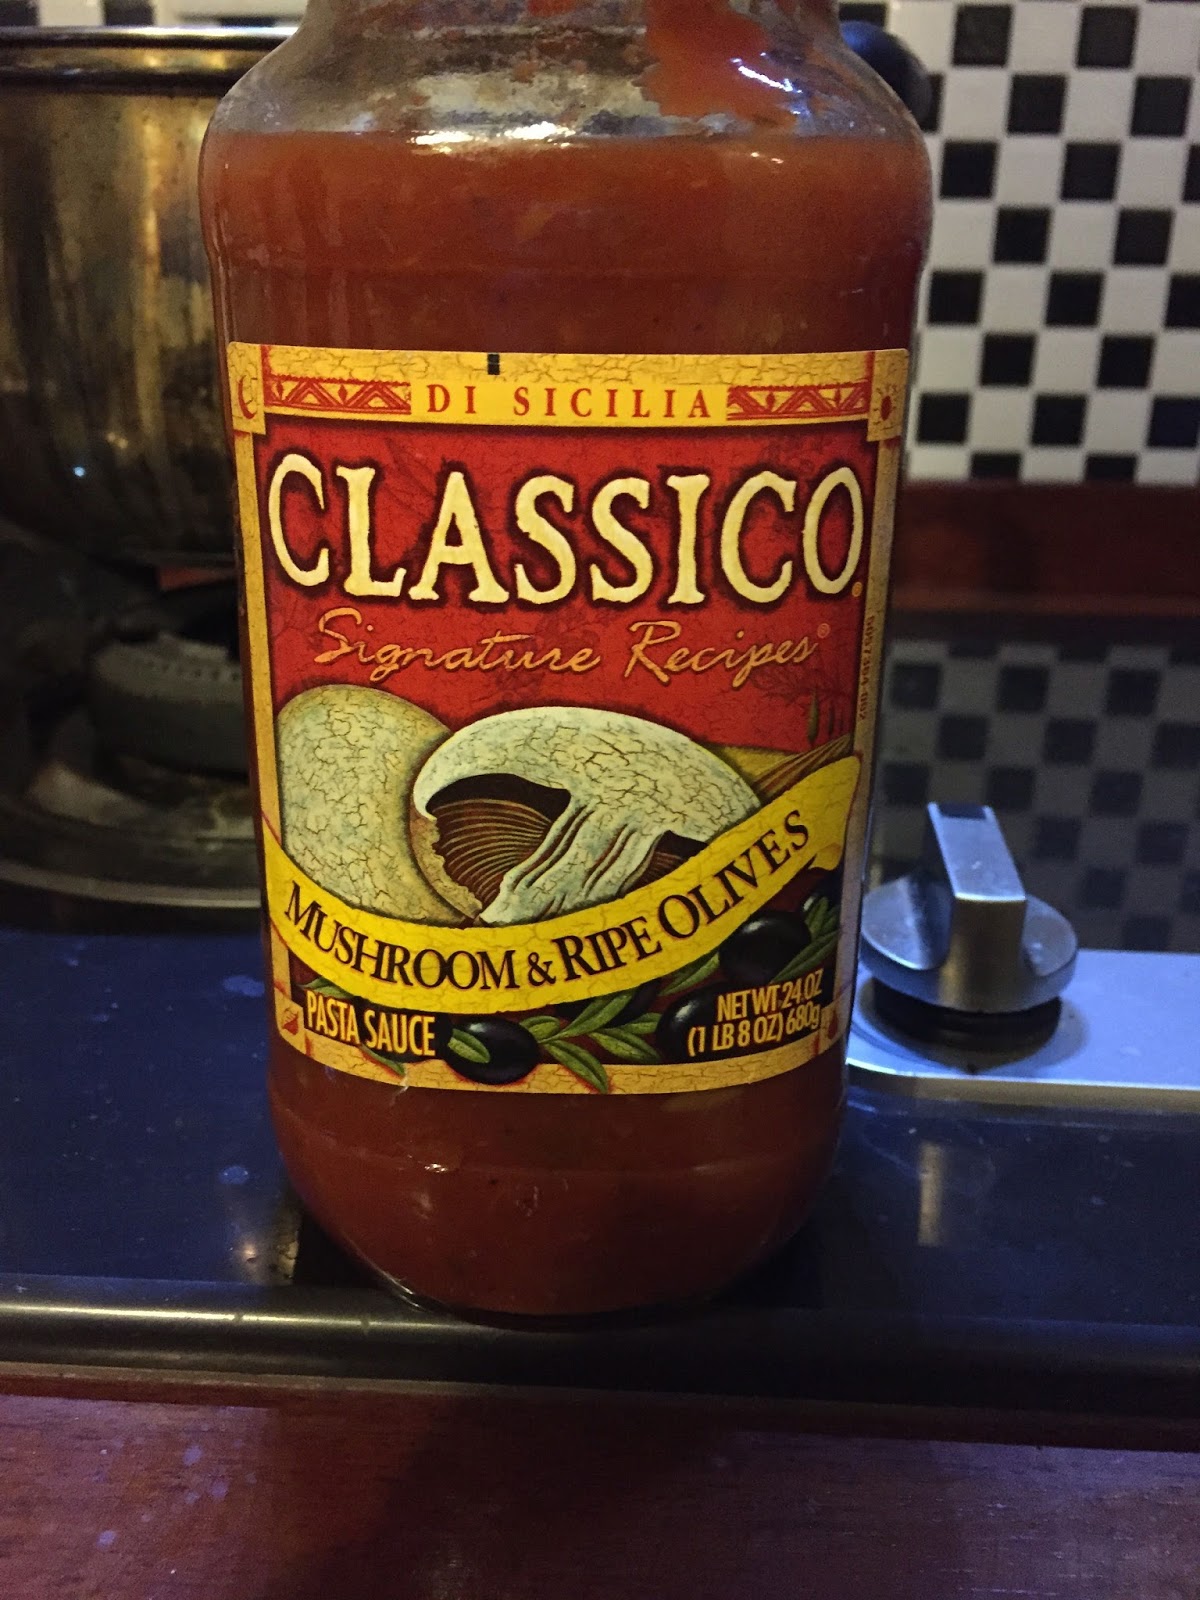 DI SICILIA
CLASSICO®
Signature Recipes®
MUSHROOM & RIPE OLIVES
PASTA SAUCE
NET WT 24 OZ
(1 LB 8 OZ) 680g